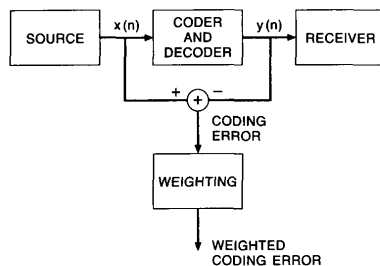 SOURCE
x(n)
CODER
AND
DECODER
y(n)
RECEIVER
+
−
+
CODING
ERROR
WEIGHTING
WEIGHTED
CODING ERROR